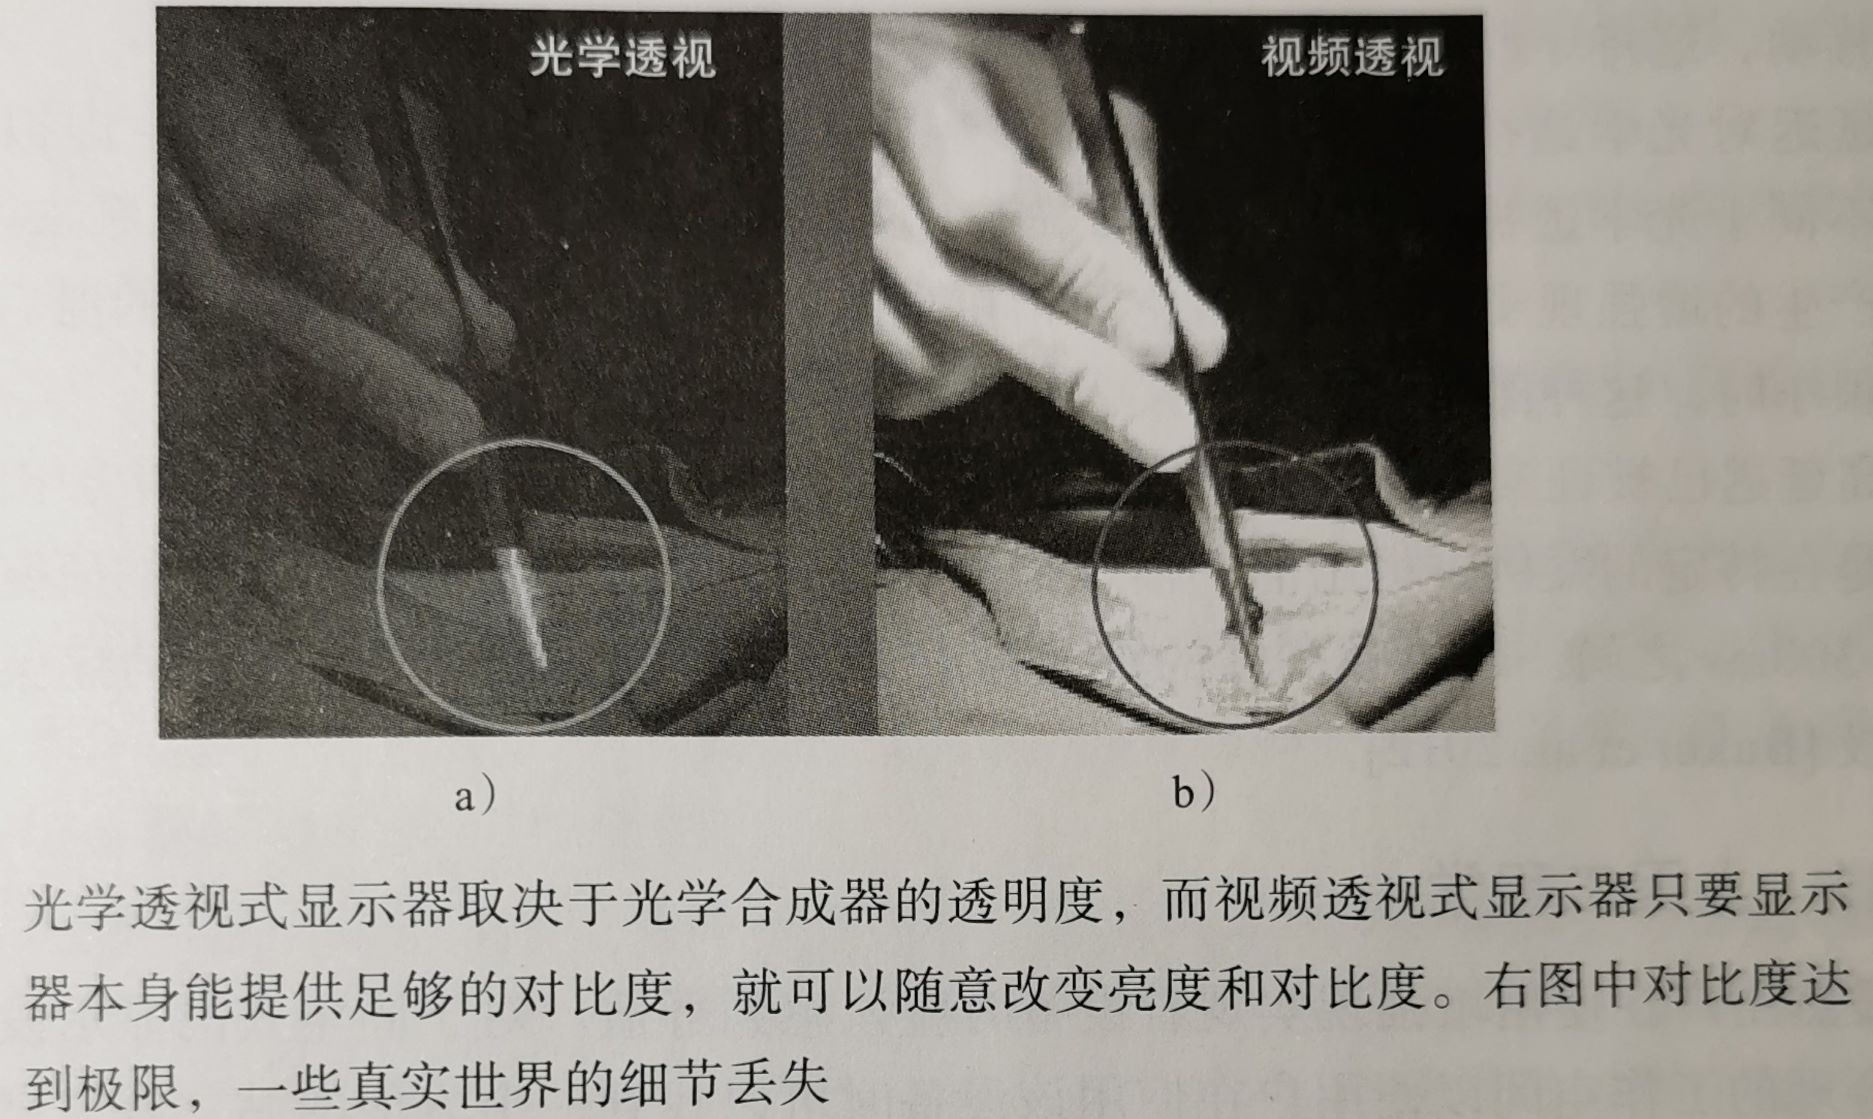 光学透视
视频透视
a）
b）
光学透视式显示器取决于光学合成器的透明度，而视频透视式显示器只要显示
器本身能提供足够的对比度，就可以随意改变亮度和对比度。右图中对比度达
到极限，一些真实世界的细节丢失